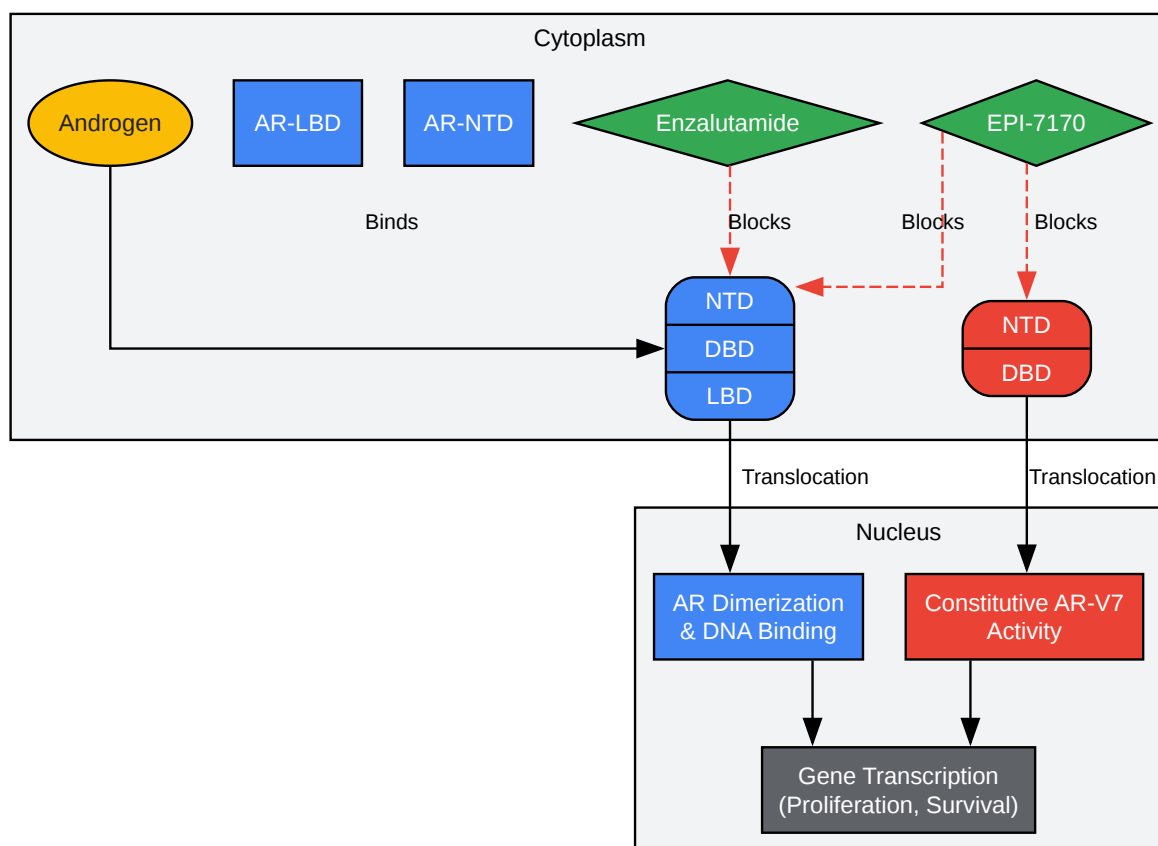 Cytoplasm
Androgen
AR-LBD
AR-NTD
Enzalutamide
EPI-7170
Binds
Blocks
Blocks
Blocks
NTD
DBD
LBD
NTD
DBD
Translocation
Translocation
Nucleus
AR Dimerization
& DNA Binding
Constitutive AR-V7
Activity
Gene Transcription
(Proliferation, Survival)